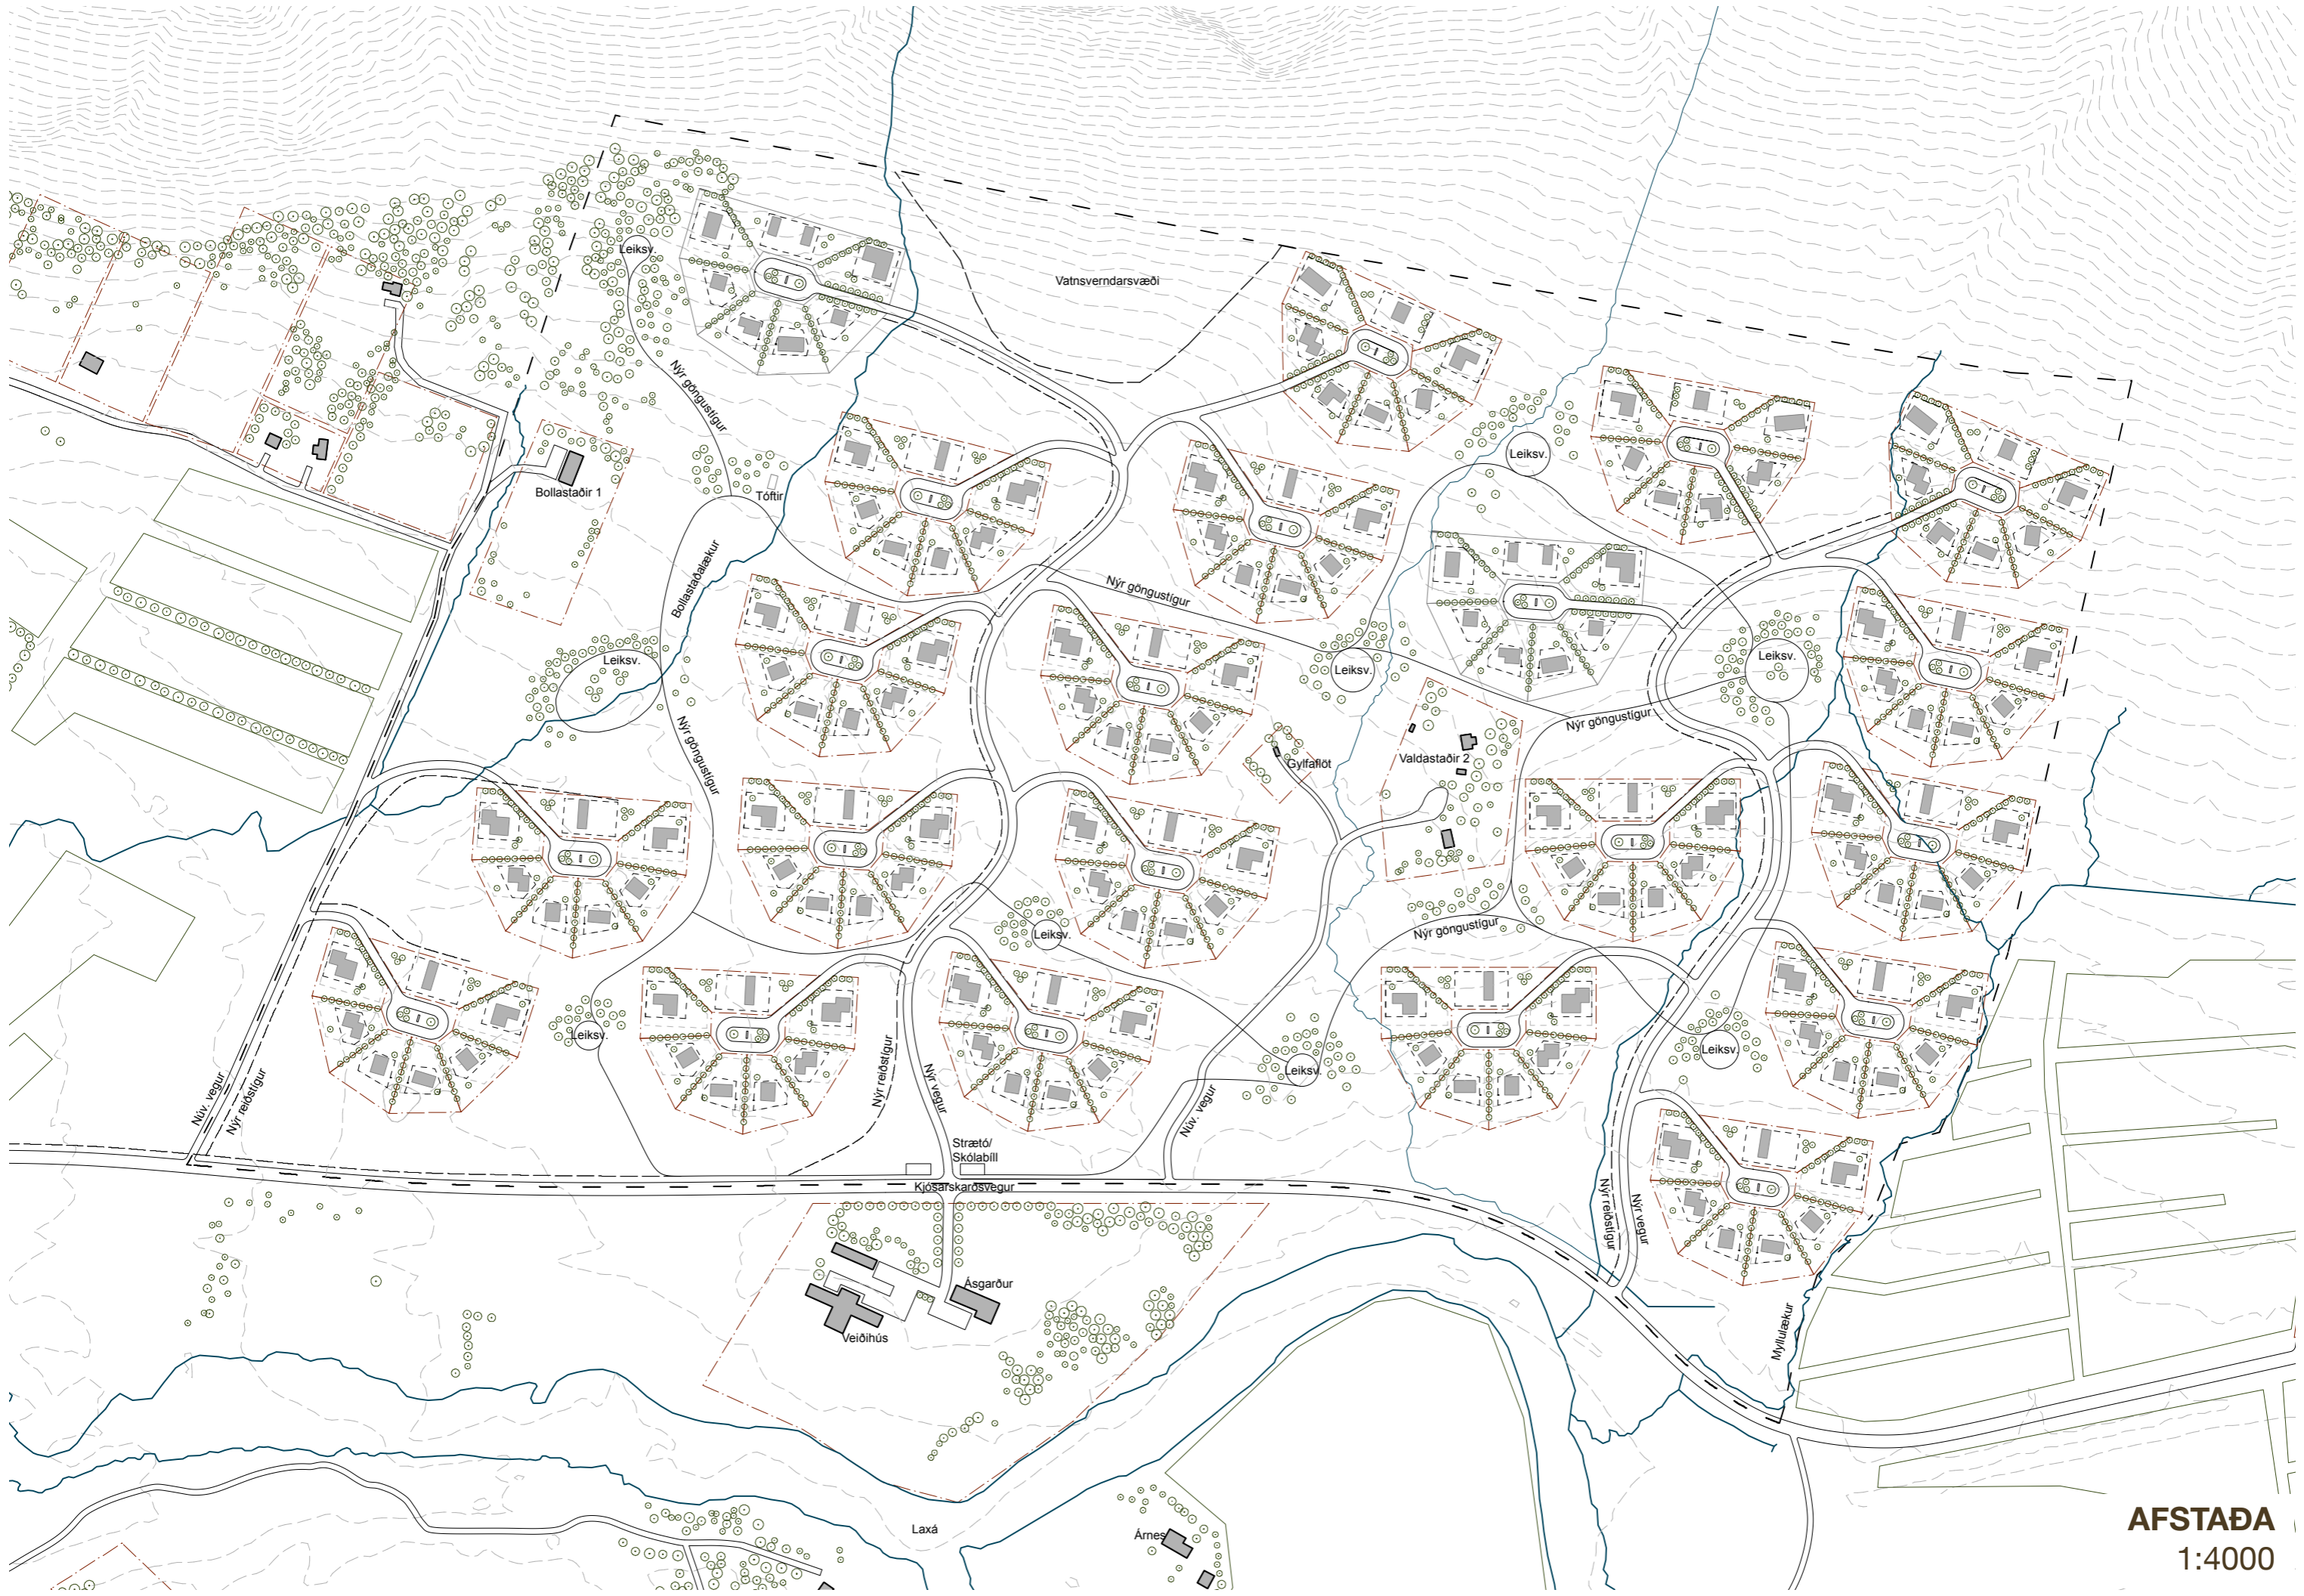 Leiksv.
Vatnsverndarsvæði
Nýr göngustígur
Leiksv.
Bollastaðir 1
Tóftir
Bollastaðalækur
Nýr göngustígur
Leiksv.
Leiksv.
Leiksv.
Nýr göngustígur
Nýr göngustígur
Gylfaflöt
Valdastaðir 2
Nýr göngustígur
Leiksv.
Leiksv.
Leiksv.
Leiksv.
Núv. vegur
Nýr reiðstígur
Nýr reiðstígur
Nýr vegur
Núv. vegur
Strætó/
Skólabíll
Kjósarskarðsvegur
Nýr reiðstígur
Nýr vegur
Ásgarður
Veiðihús
Myllulækur
Laxá
Árnes
AFSTAÐA
1:4000